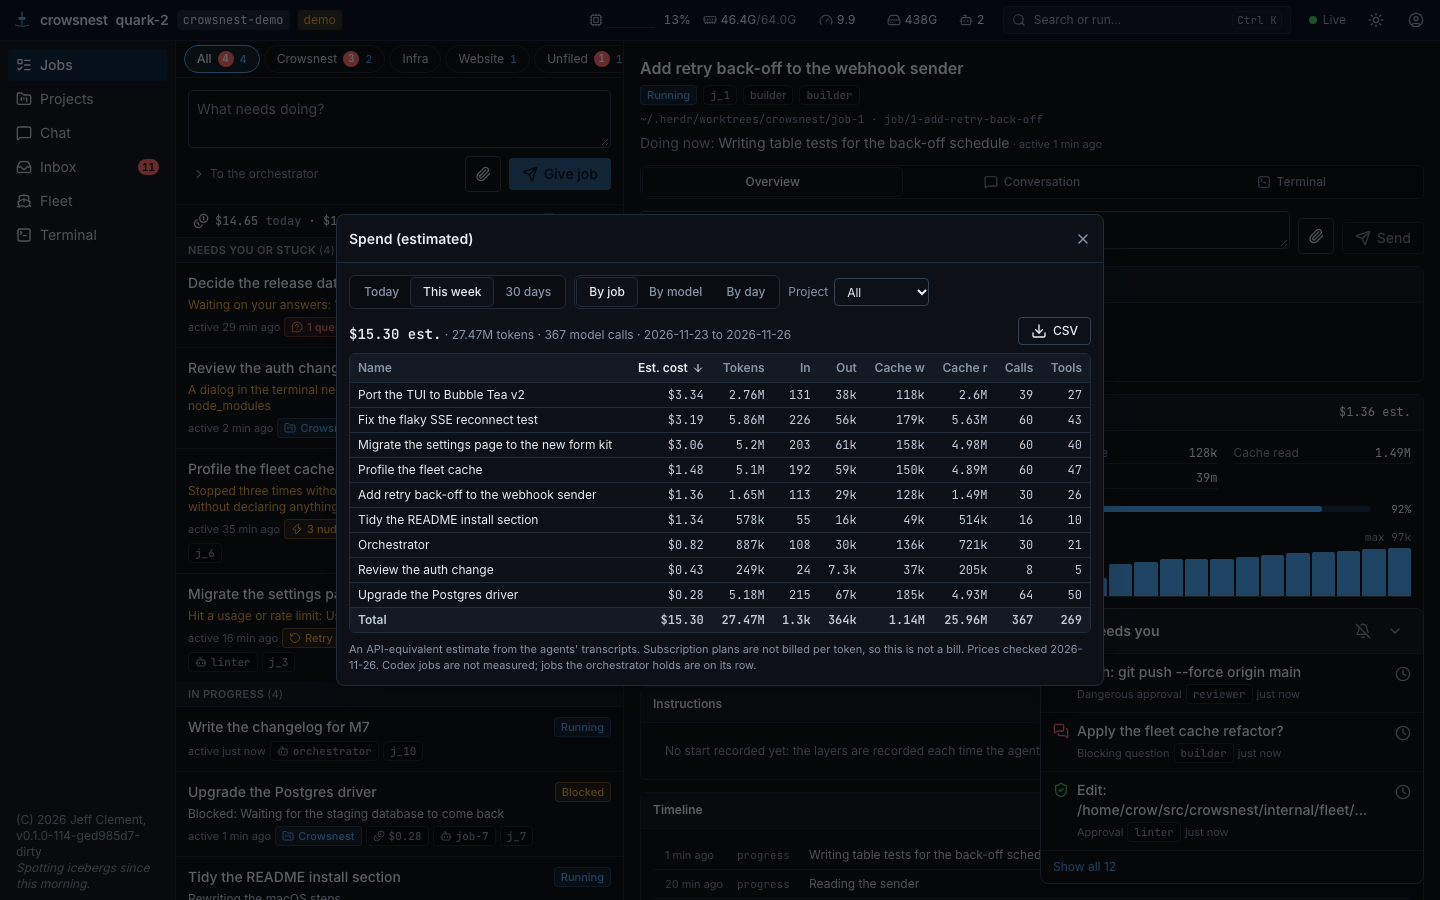 crowsnest quark-2 crowsnest-demo demo 13% 46.4G/64.0G 9.9 438G 2 Search or run... Ctrl K Live
Jobs
Projects
Chat
Inbox 11
Fleet
Terminal
(C) 2026 Jeff Clement,
v0.1.0-114-ged985d7-
dirty
Spotting icebergs since
this morning.
All 4 4 Crowsnest 3 2 Infra Website 1 Unfiled 1 1
What needs doing?
To the orchestrator Give job
$14.65 today · $1
NEEDS YOU OR STUCK (4)
Decide the release dat
Waiting on your answers:
active 29 min ago 1 que
Review the auth chang
A dialog in the terminal ne
node_modules
active 2 min ago Crows
Profile the fleet cache
Stopped three times witho
without declaring anything
active 35 min ago 3 nud
j_6
Migrate the settings pa
Hit a usage or rate limit: Us
active 16 min ago Retry
linter j_3
IN PROGRESS (4)
Write the changelog for M7 Running
active just now orchestrator j_10
Upgrade the Postgres driver Blocked
Blocked: Waiting for the staging database to come back
active 1 min ago Crowsnest $0.28 job-7 j_7
Tidy the README install section Running
Rewriting the macOS steps
Add retry back-off to the webhook sender
Running j_1 builder builder
~/.herdr/worktrees/crowsnest/job-1 · job/1-add-retry-back-off
Doing now: Writing table tests for the back-off schedule · active 1 min ago
Overview Conversation Terminal
Send
$1.36 est.
e 128k Cache read 1.49M
39m
92%
max 97k
Spend (estimated)
Today This week 30 days By job By model By day Project All
$15.30 est. · 27.47M tokens · 367 model calls · 2026-11-23 to 2026-11-26 CSV
Name Est. cost ↓ Tokens In Out Cache w Cache r Calls Tools
Port the TUI to Bubble Tea v2 $3.34 2.76M 131 38k 118k 2.6M 39 27
Fix the flaky SSE reconnect test $3.19 5.86M 226 56k 179k 5.63M 60 43
Migrate the settings page to the new form kit $3.06 5.2M 203 61k 158k 4.98M 60 40
Profile the fleet cache $1.48 5.1M 192 59k 150k 4.89M 60 47
Add retry back-off to the webhook sender $1.36 1.65M 113 29k 128k 1.49M 30 26
Tidy the README install section $1.34 578k 55 16k 49k 514k 16 10
Orchestrator $0.82 887k 108 30k 136k 721k 30 21
Review the auth change $0.43 249k 24 7.3k 37k 205k 8 5
Upgrade the Postgres driver $0.28 5.18M 215 67k 185k 4.93M 64 50
Total $15.30 27.47M 1.3k 364k 1.14M 25.96M 367 269
An API-equivalent estimate from the agents' transcripts. Subscription plans are not billed per token, so this is not a bill. Prices checked 2026-
11-26. Codex jobs are not measured; jobs the orchestrator holds are on its row.
Instructions
No start recorded yet: the layers are recorded each time the agent
Timeline
1 min ago progress Writing table tests for the back-off sched
20 min ago progress Reading the sender
eeds you
h: git push --force origin main
Dangerous approval reviewer just now
Apply the fleet cache refactor?
Blocking question builder just now
Edit:
/home/crow/src/crowsnest/internal/fleet/...
Approval linter just now
Show all 12